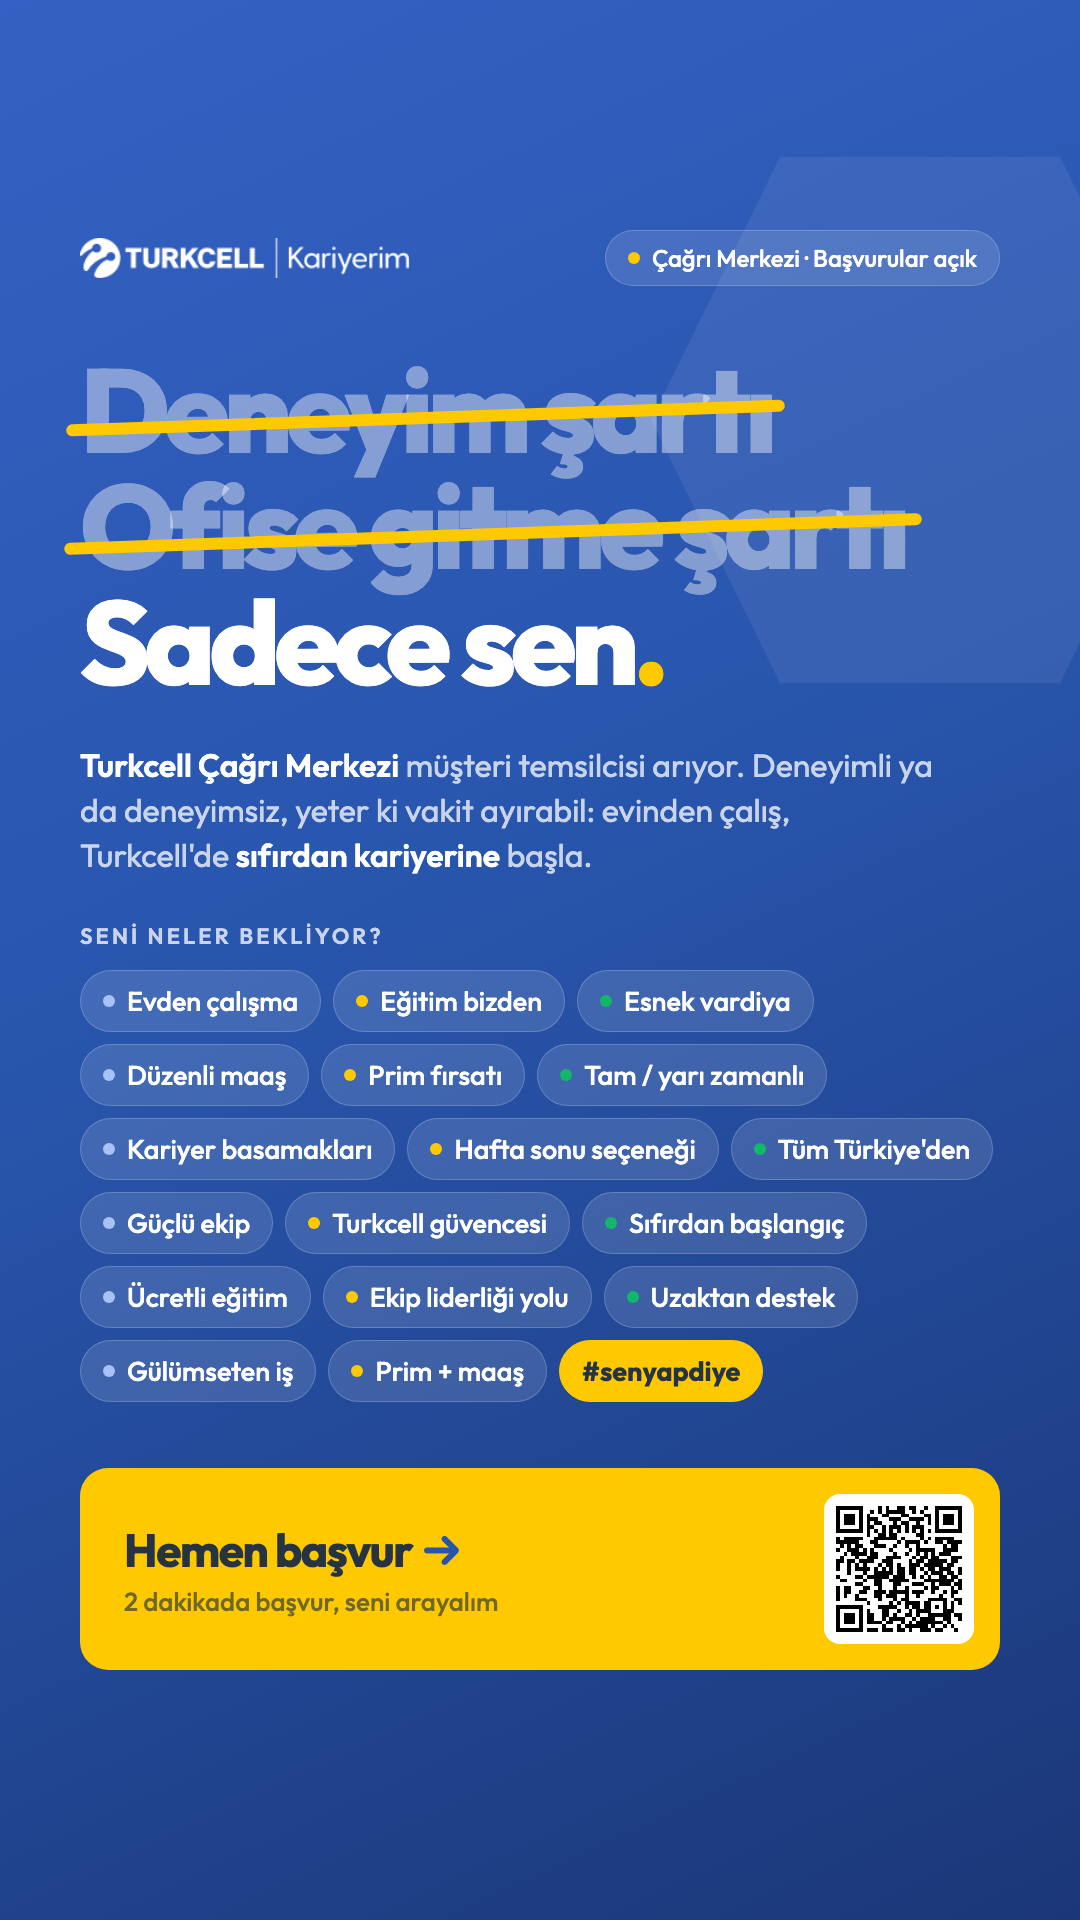 TURKCELL | Kariyerim
Çağrı Merkezi · Başvurular açık
Deneyim şartı
Ofise gitme şartı
Sadece sen.
Turkcell Çağrı Merkezi müşteri temsilcisi arıyor. Deneyimli ya
da deneyimsiz, yeter ki vakit ayırabil: evinden çalış,
Turkcell'de sıfırdan kariyerine başla.
SENİ NELER BEKLİYOR?
Evden çalışma
Eğitim bizden
Esnek vardiya
Düzenli maaş
Prim fırsatı
Tam / yarı zamanlı
Kariyer basamakları
Hafta sonu seçeneği
Tüm Türkiye'den
Güçlü ekip
Turkcell güvencesi
Sıfırdan başlangıç
Ücretli eğitim
Ekip liderliği yolu
Uzaktan destek
Gülümseten iş
Prim + maaş
#senyapdiye
Hemen başvur →
2 dakikada başvur, seni arayalım